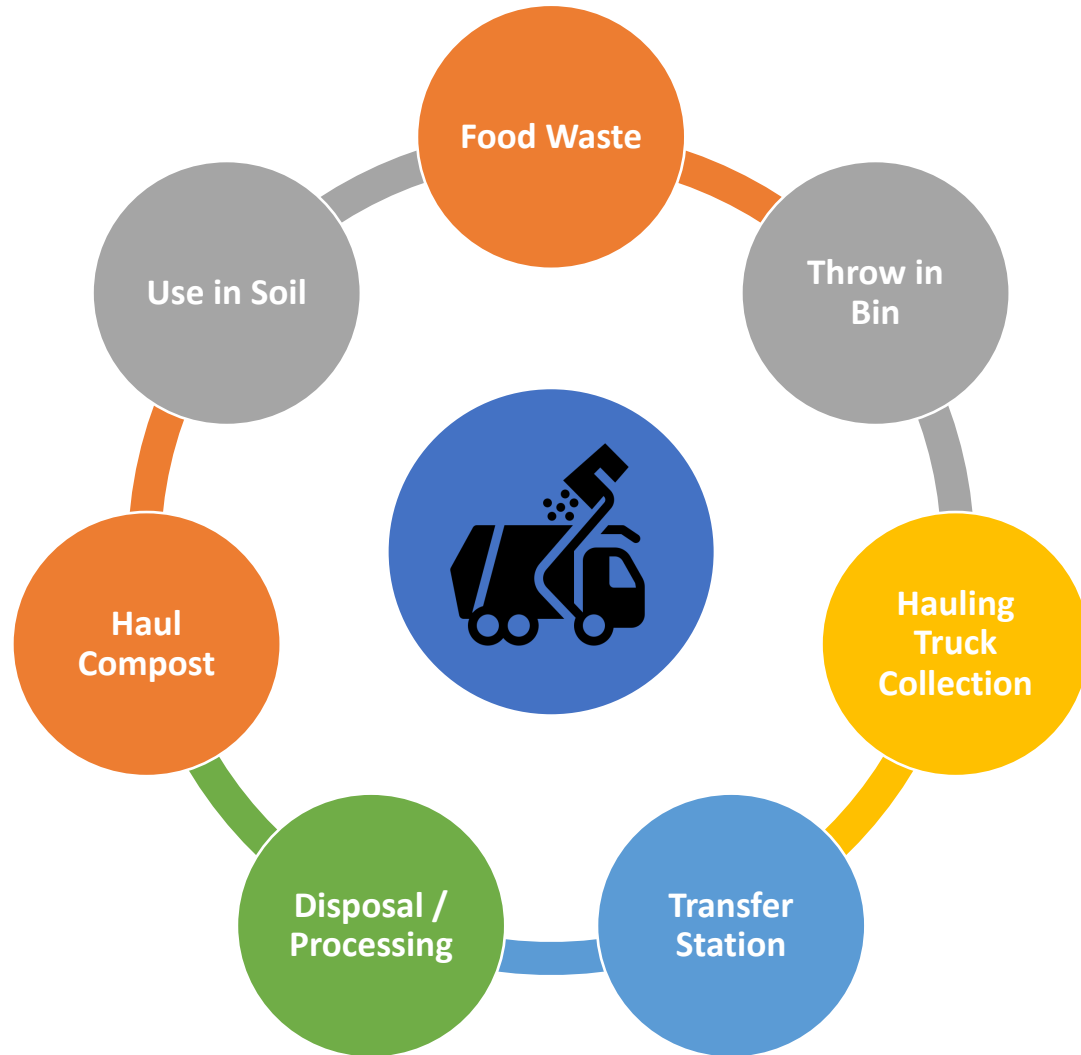 Food Waste
Throw in
Bin
Hauling
Truck
Collection
Transfer
Station
Disposal /
Processing
Haul
Compost
Use in Soil